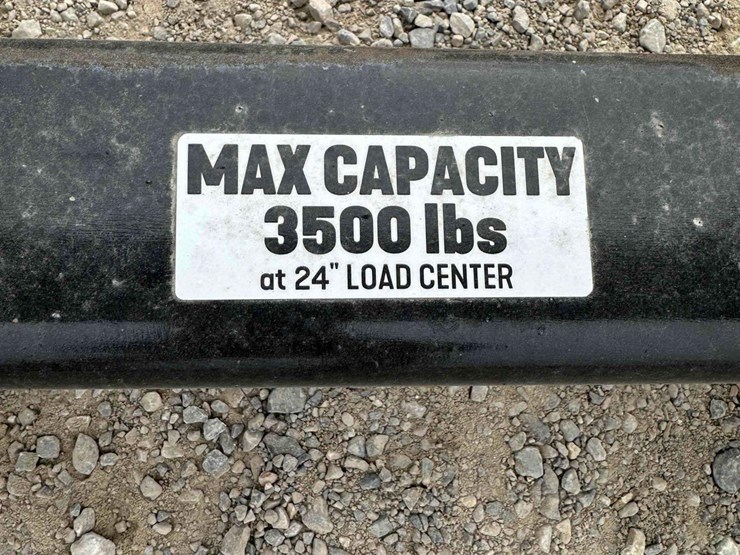 MAX CAPACITY
3500 lbs
at 24" LOAD CENTER